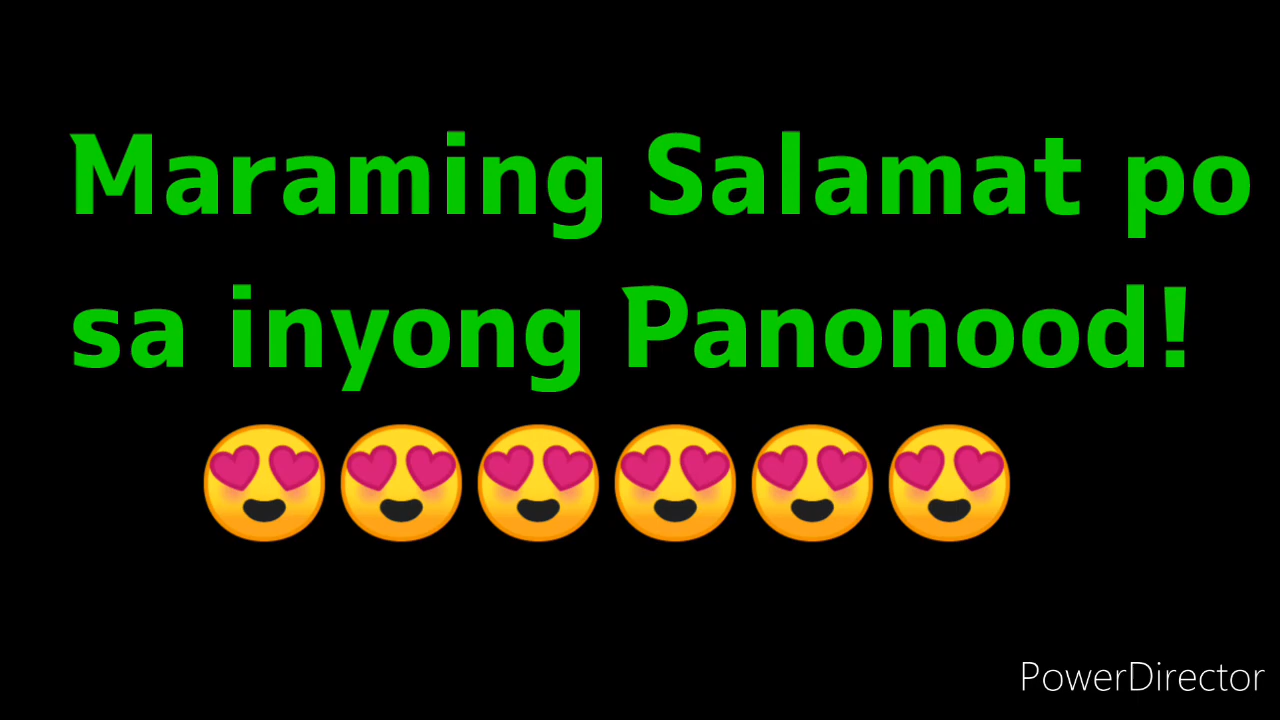 Maraming Salamat po
sa inyong Panonood!
😍😍😍😍😍😍
PowerDirector